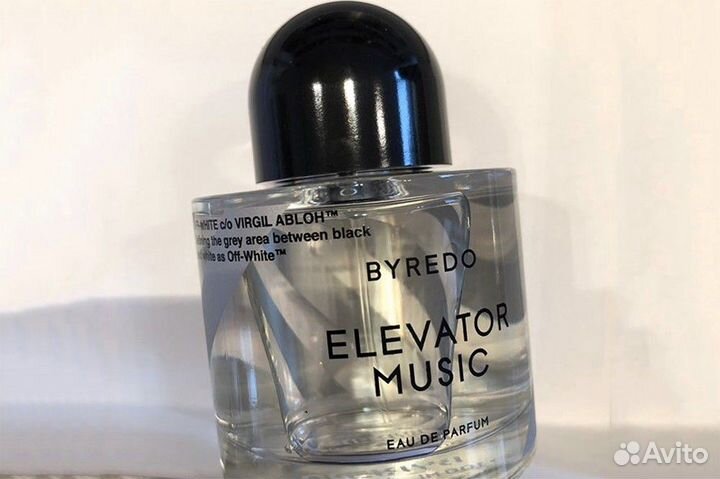 WHITE c/o VIRGIL ABLOH™
the grey area between black
white as Off-White™
BYREDO
ELEVATOR
MUSIC
EAU DE PARFUM
Avito